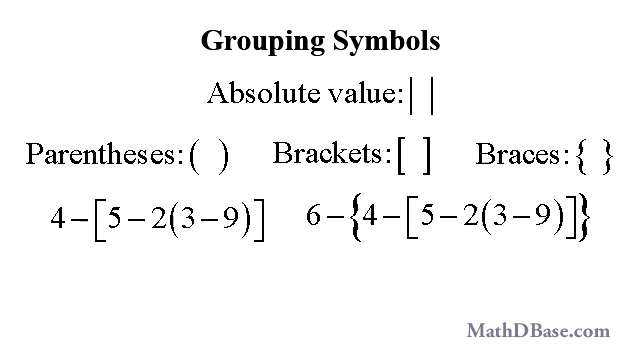 Grouping Symbols
Absolute value: | |
Parentheses: ( ) Brackets: [ ] Braces: { }
4−[5−2(3−9)] 6−{4−[5−2(3−9)]}
MathDBase.com